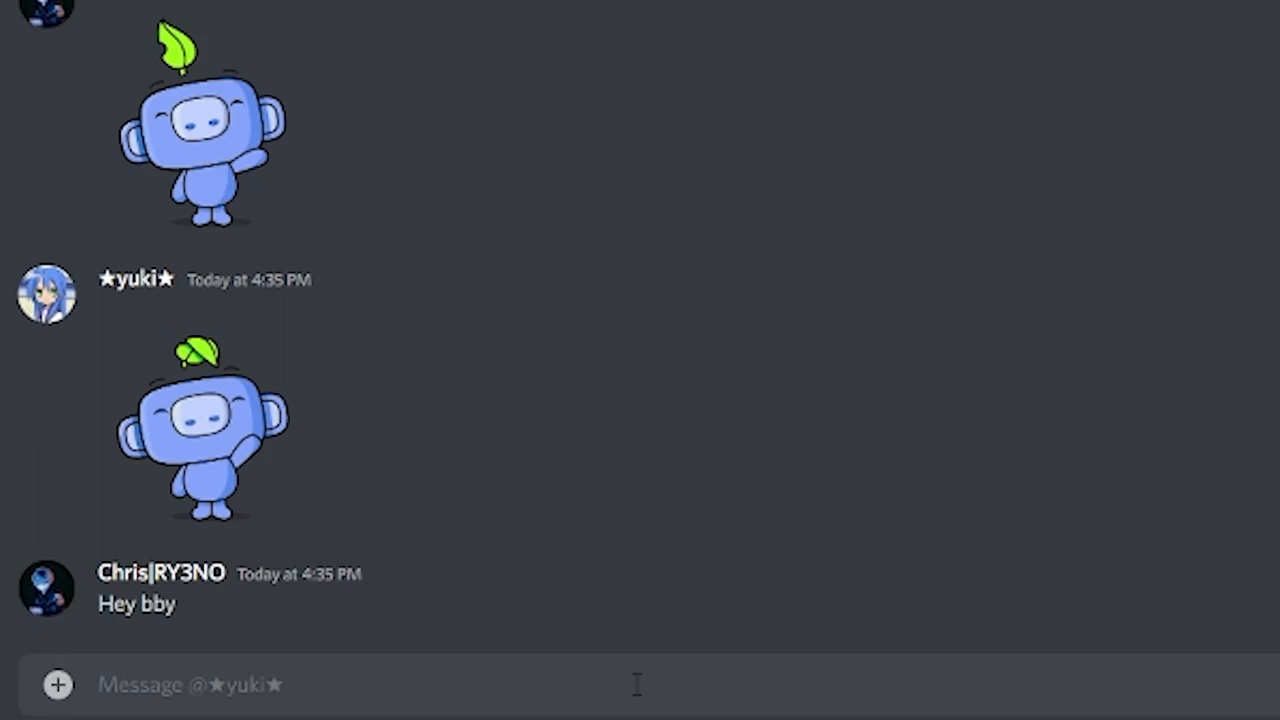 ★yuki★ Today at 4:35 PM
Chris|RY3NO Today at 4:35 PM
Hey bby
Message @★yuki★